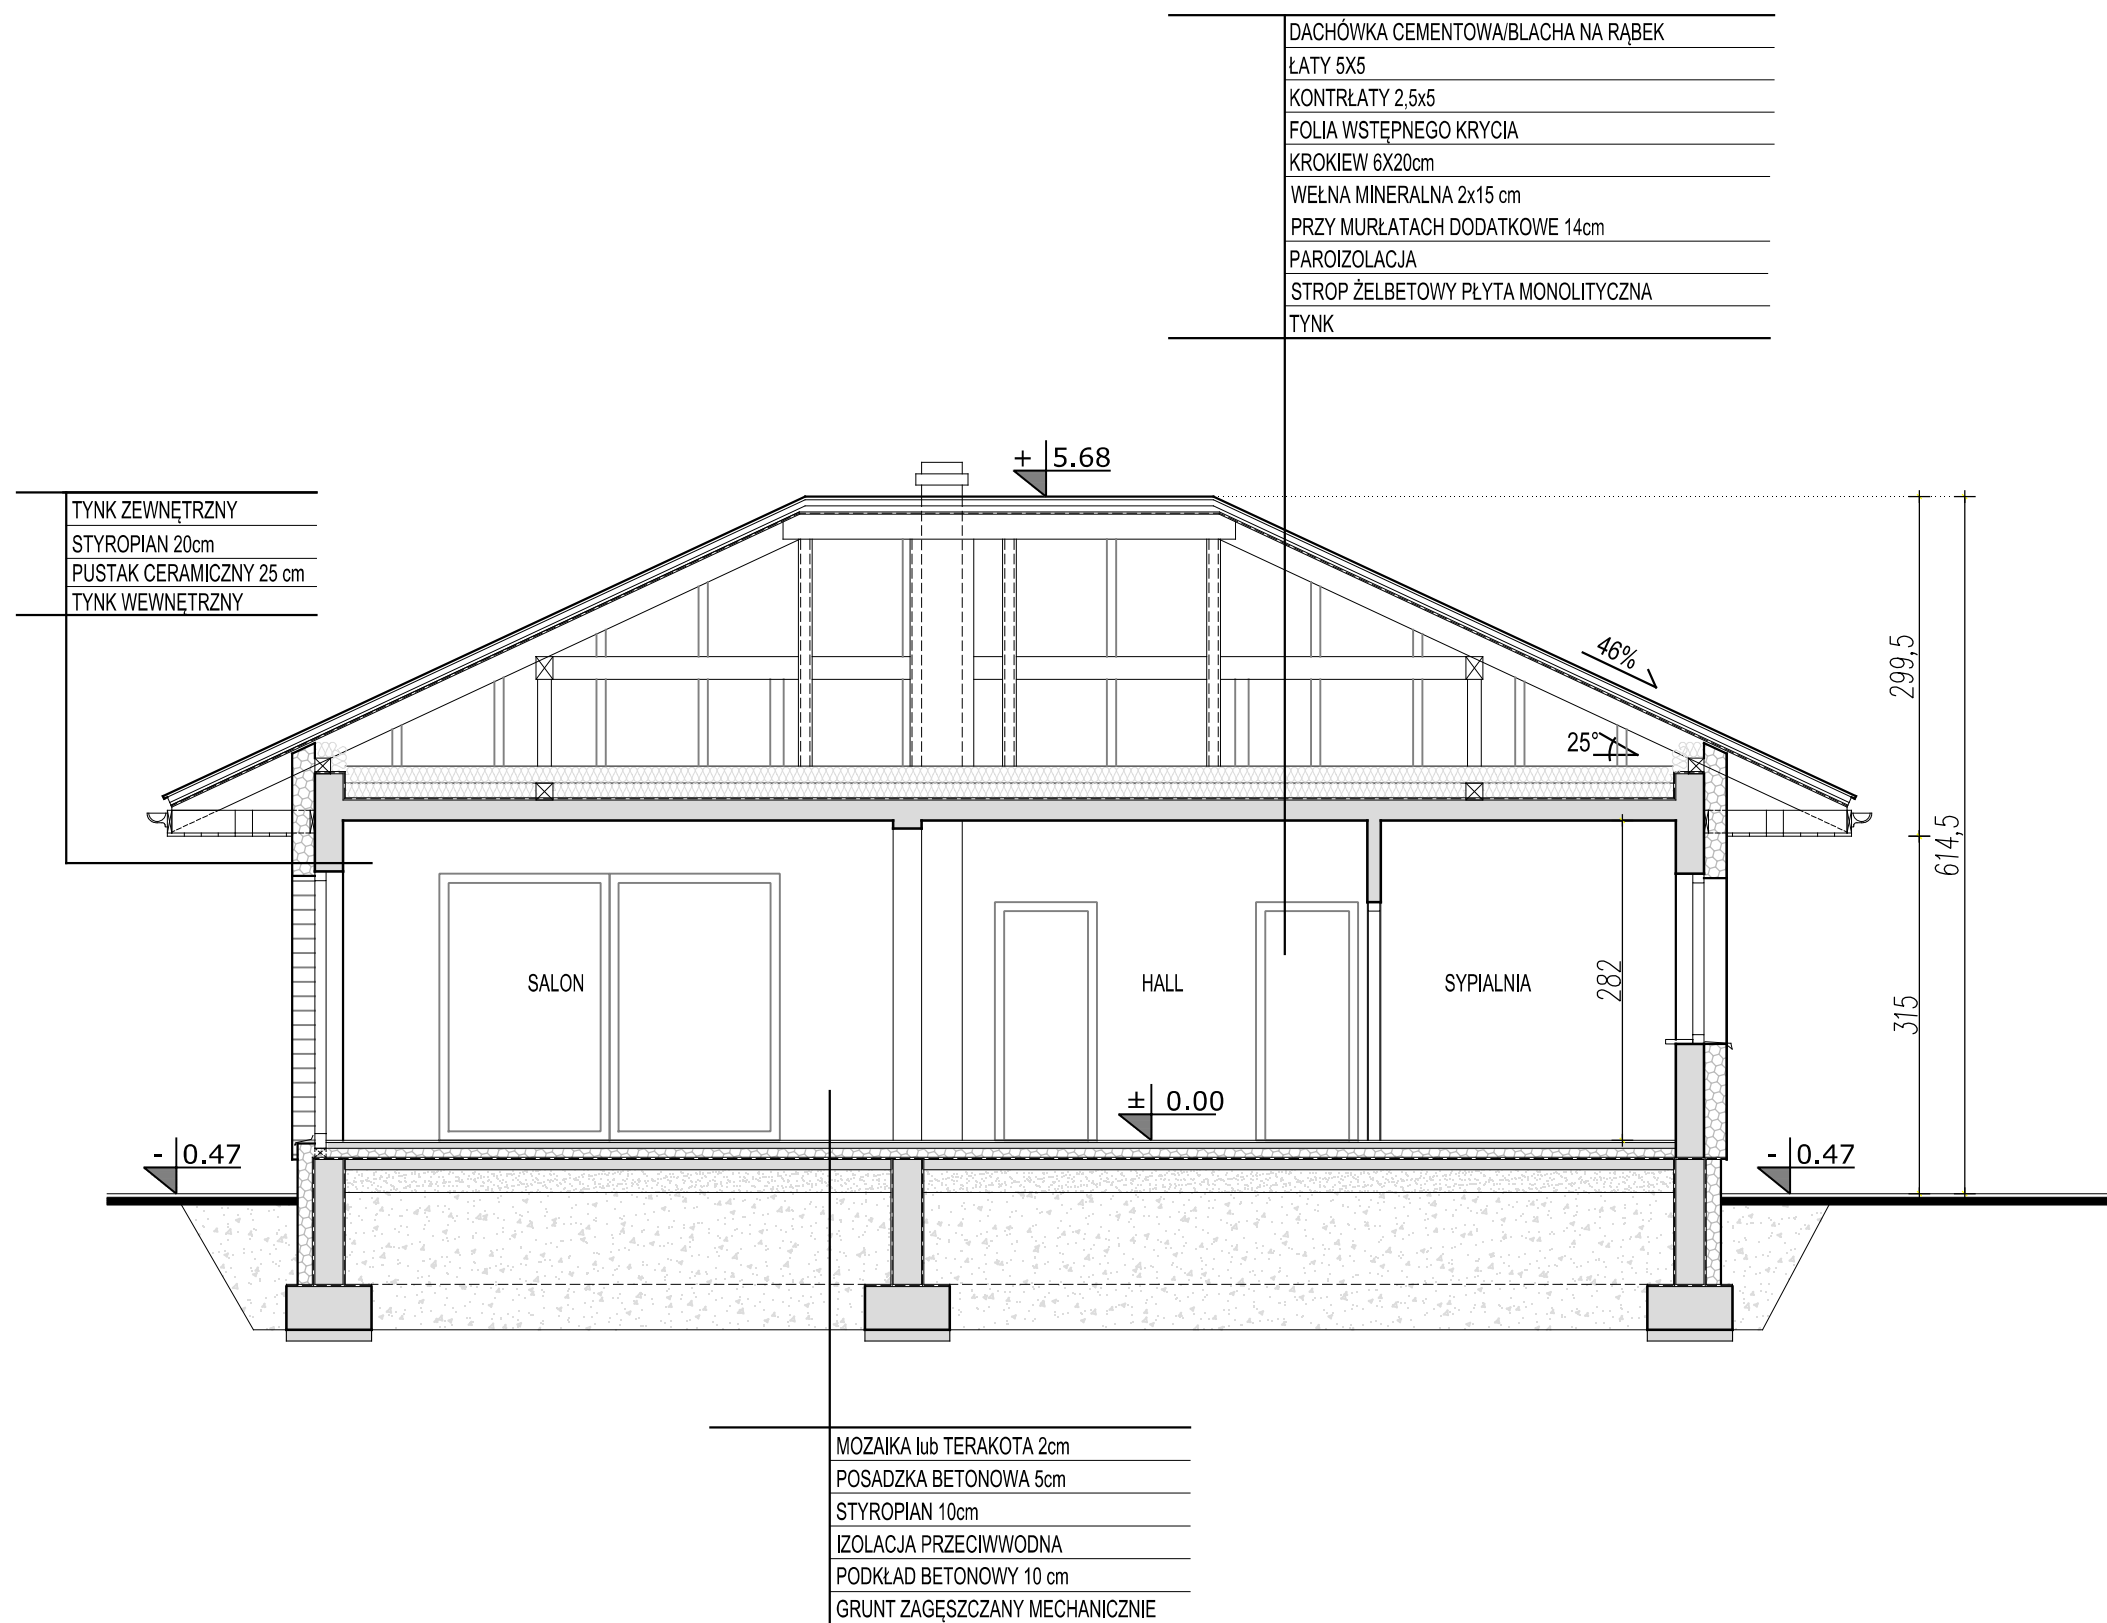 DACHÓWKA CEMENTOWA/BLACHA NA RĄBEK
ŁATY 5X5
KONTRŁATY 2,5x5
FOLIA WSTĘPNEGO KRYCIA
KROKIEW 6X20cm
WEŁNA MINERALNA 2x15 cm
PRZY MURŁATACH DODATKOWE 14cm
PAROIZOLACJA
STROP ŻELBETOWY PŁYTA MONOLITYCZNA
TYNK
+ 5.68
TYNK ZEWNĘTRZNY
STYROPIAN 20cm
PUSTAK CERAMICZNY 25 cm
TYNK WEWNĘTRZNY
46%
299,5
25°
614,5
SALON
HALL
SYPIALNIA
282
315
± 0.00
- 0.47
- 0.47
MOZAIKA lub TERAKOTA 2cm
POSADZKA BETONOWA 5cm
STYROPIAN 10cm
IZOLACJA PRZECIWWODNA
PODKŁAD BETONOWY 10 cm
GRUNT ZAGĘSZCZANY MECHANICZNIE